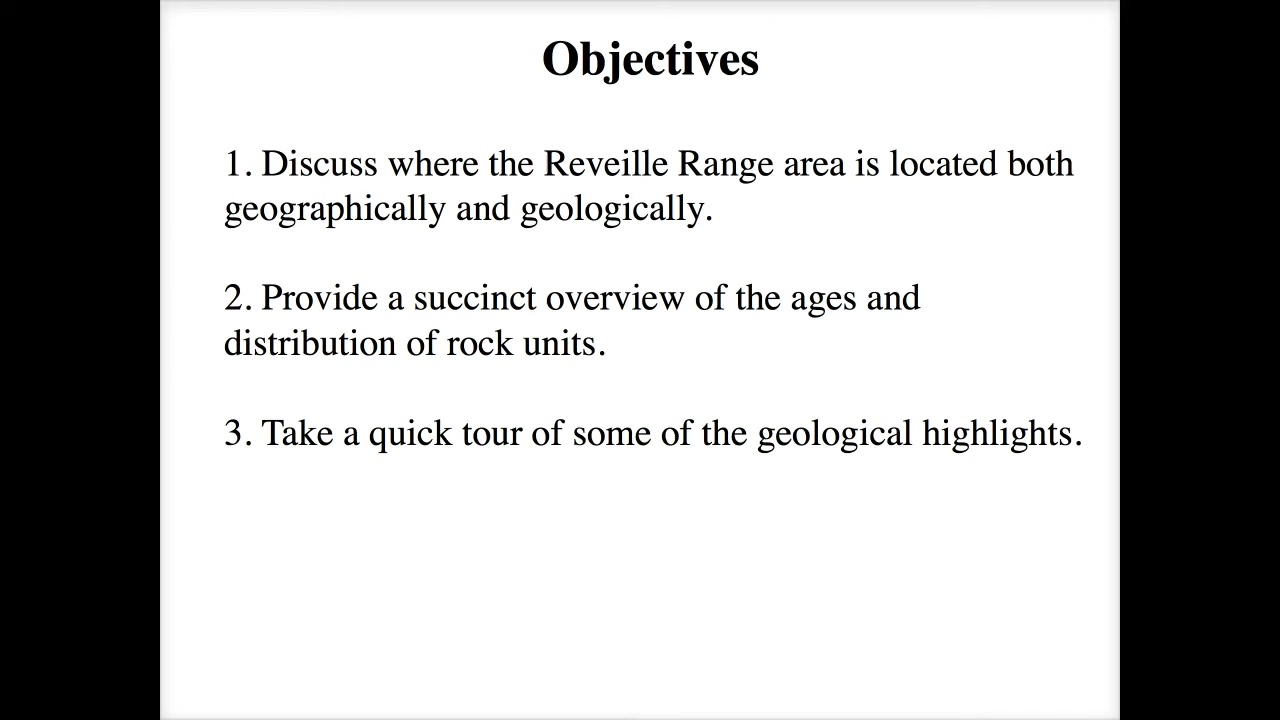 Objectives
1. Discuss where the Reveille Range area is located both
geographically and geologically.
2. Provide a succinct overview of the ages and
distribution of rock units.
3. Take a quick tour of some of the geological highlights.